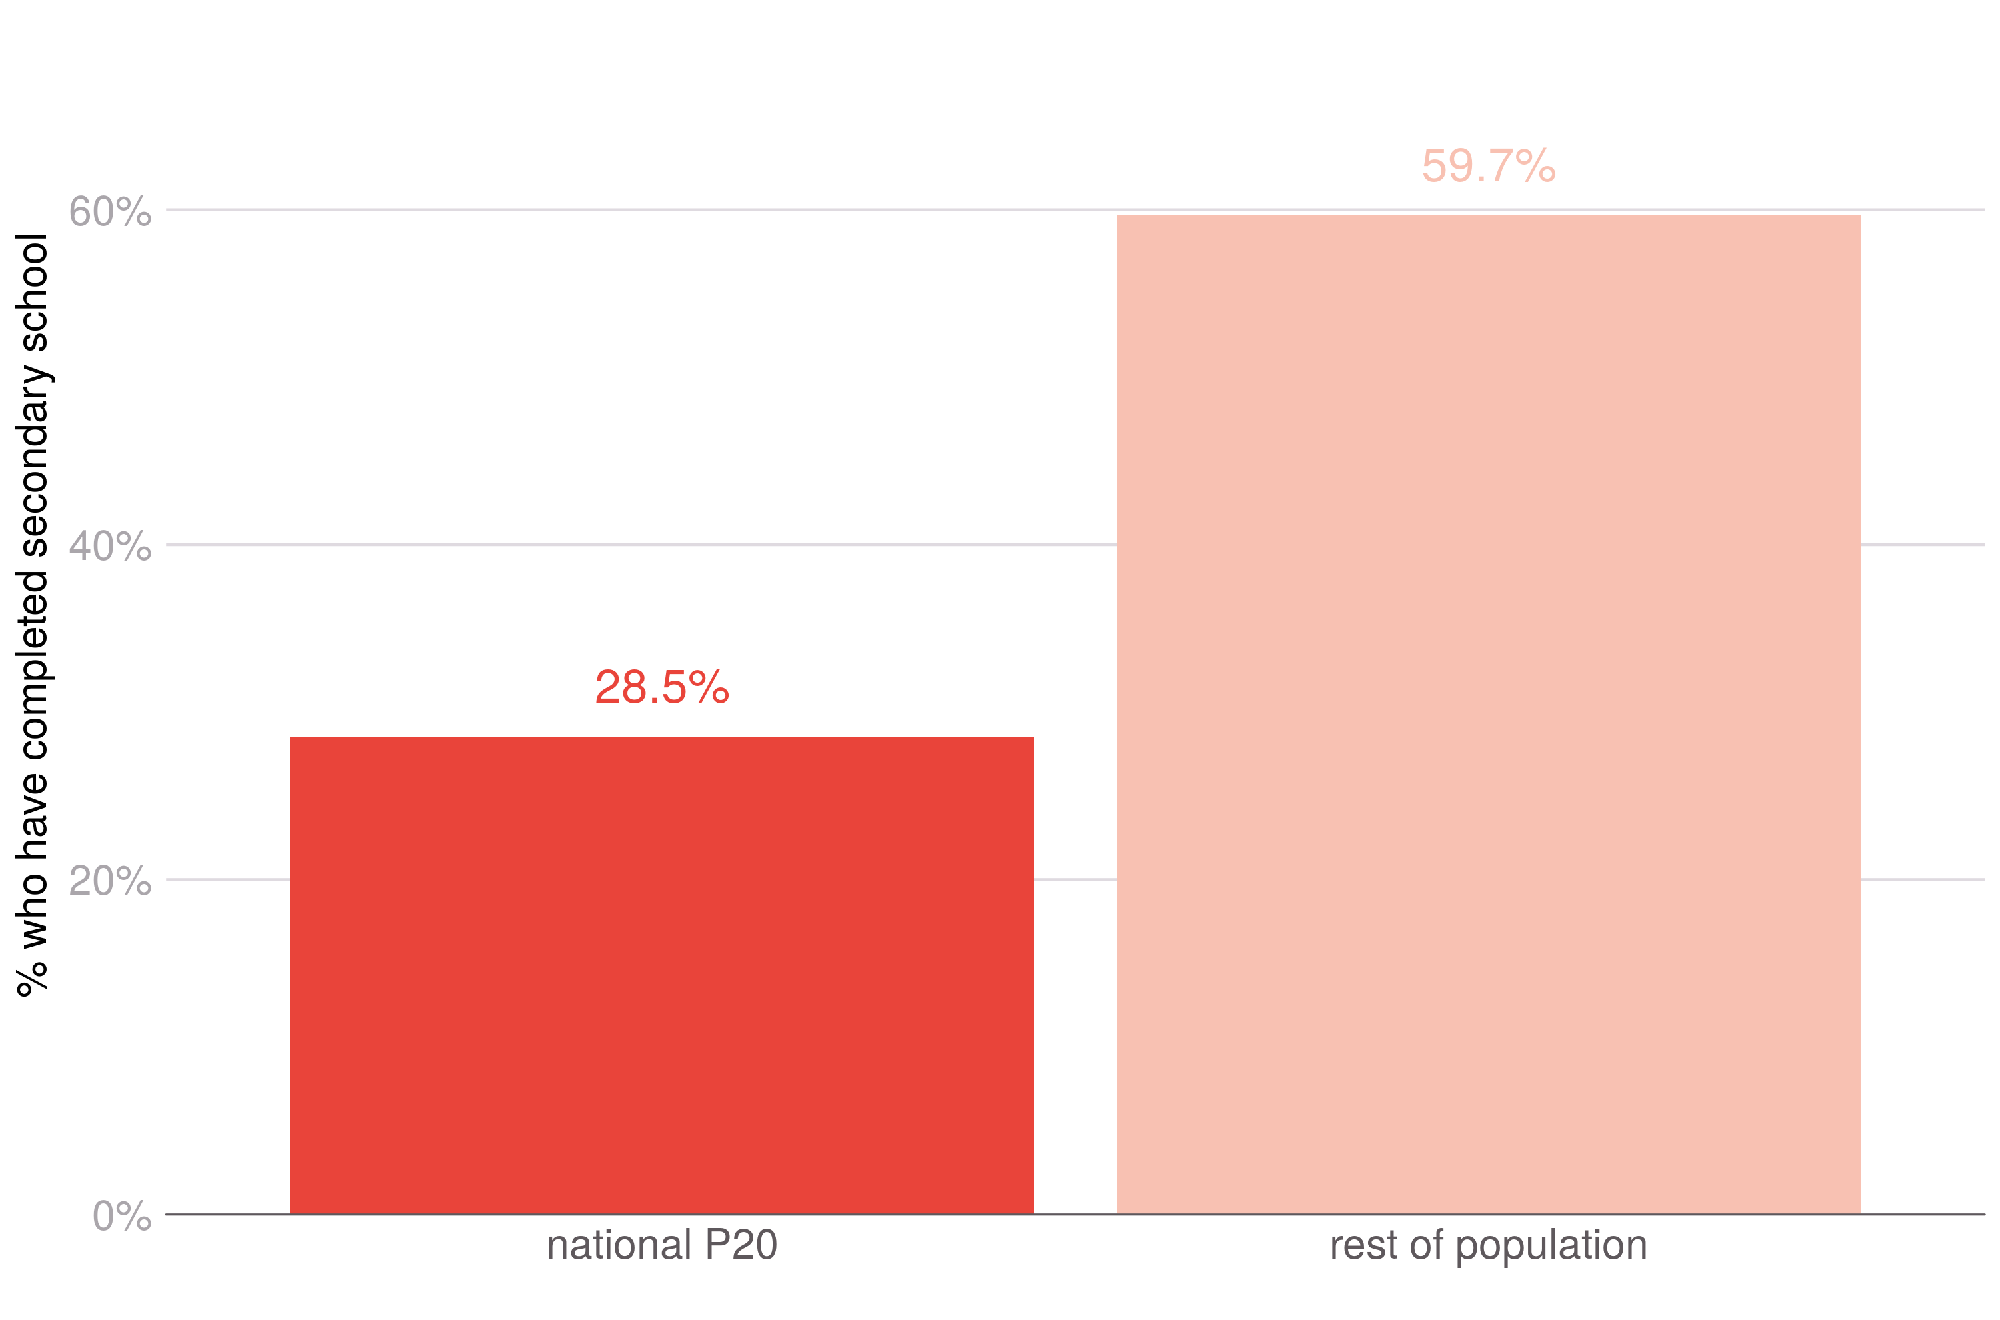 % who have completed secondary school
60%
40%
20%
0%
59.7%
28.5%
national P20
rest of population